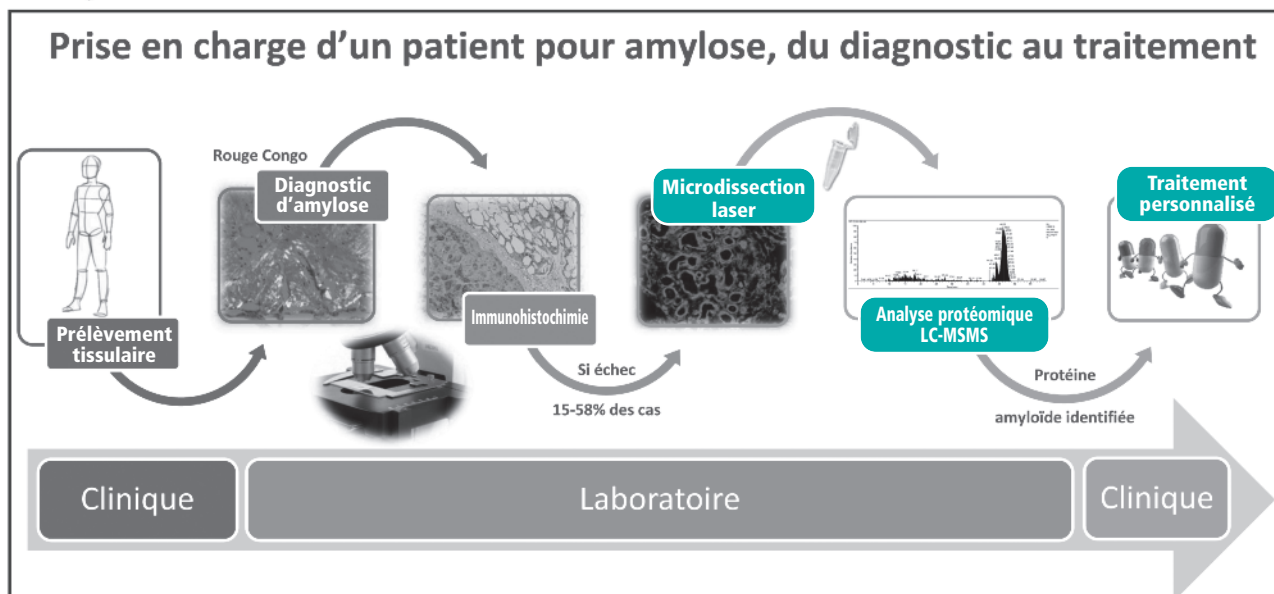 Prise en charge d'un patient pour amylose, du diagnostic au traitement
Rouge Congo
Diagnostic
d'amylose
Microdissection
laser
Traitement
personnalisé
Immunohistochimie
Analyse protéomique
LC-MSMS
Prélèvement
tissulaire
Si échec
15-58% des cas
Protéine
amyloïde identifiée
Clinique
Laboratoire
Clinique